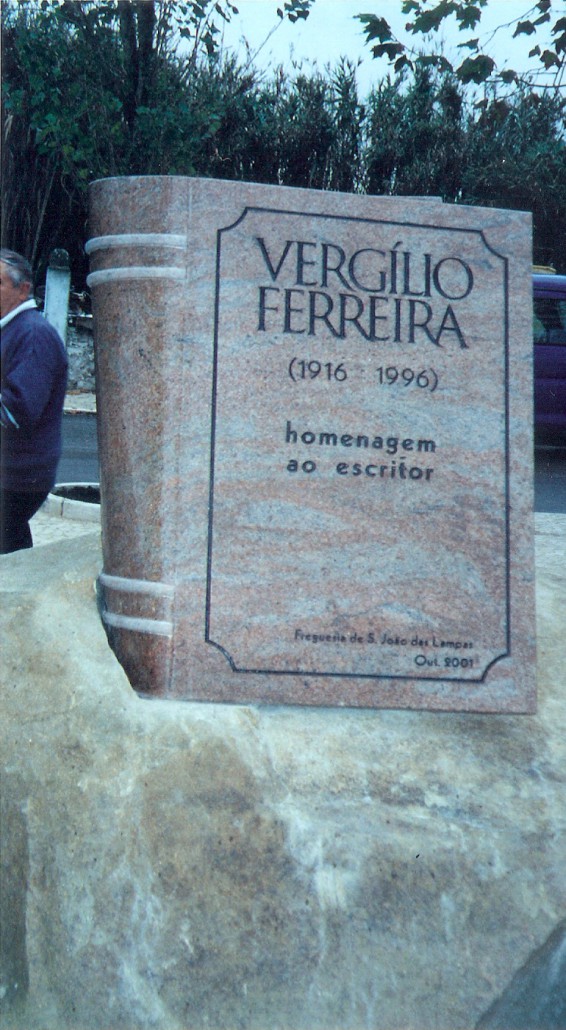 VERGÍLIO
FERREIRA
(1916 1996)
homenagem
ao escritor
Freguesia de S. João das Lampas
Out. 2001